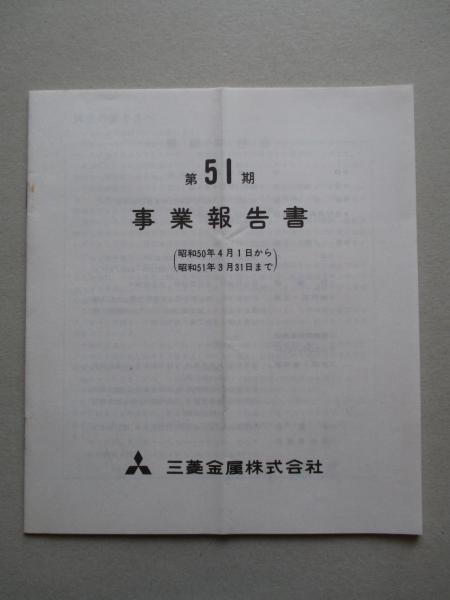 第51期
事業報告書
(昭和50年4月1日から
昭和51年3月31日まで)
三菱金属株式会社